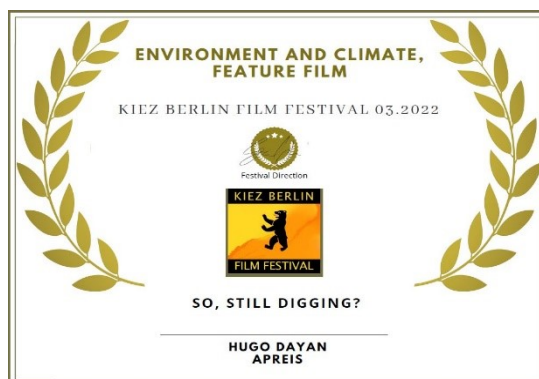 ENVIRONMENT AND CLIMATE,
FEATURE FILM
KIEZ BERLIN FILM FESTIVAL 03.2022
Festival Direction
KIEZ BERLIN
FILM FESTIVAL
SO, STILL DIGGING?
HUGO DAYAN
APREIS